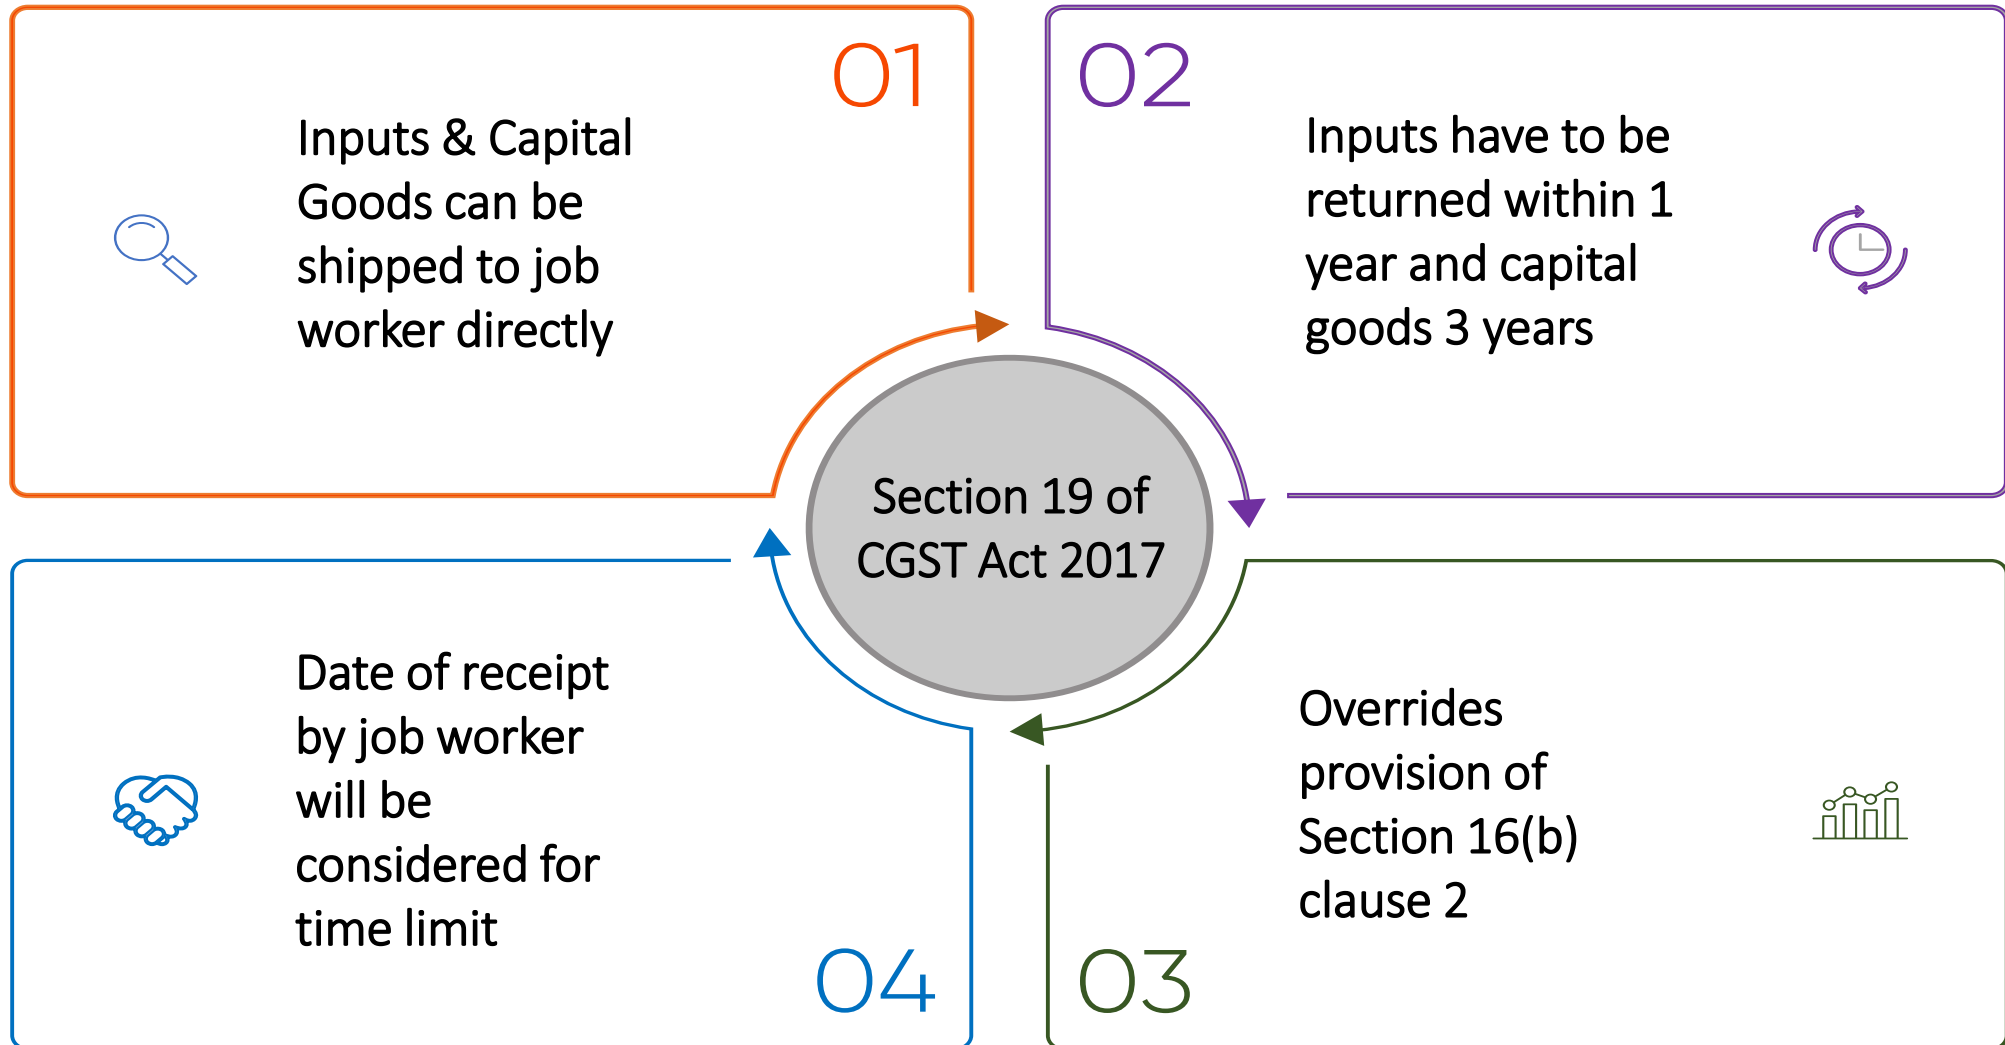 01
Inputs & Capital
Goods can be
shipped to job
worker directly
02
Inputs have to be
returned within 1
year and capital
goods 3 years
Section 19 of
CGST Act 2017
Overrides
provision of
Section 16(b)
clause 2
03
Date of receipt
by job worker
will be
considered for
time limit
04